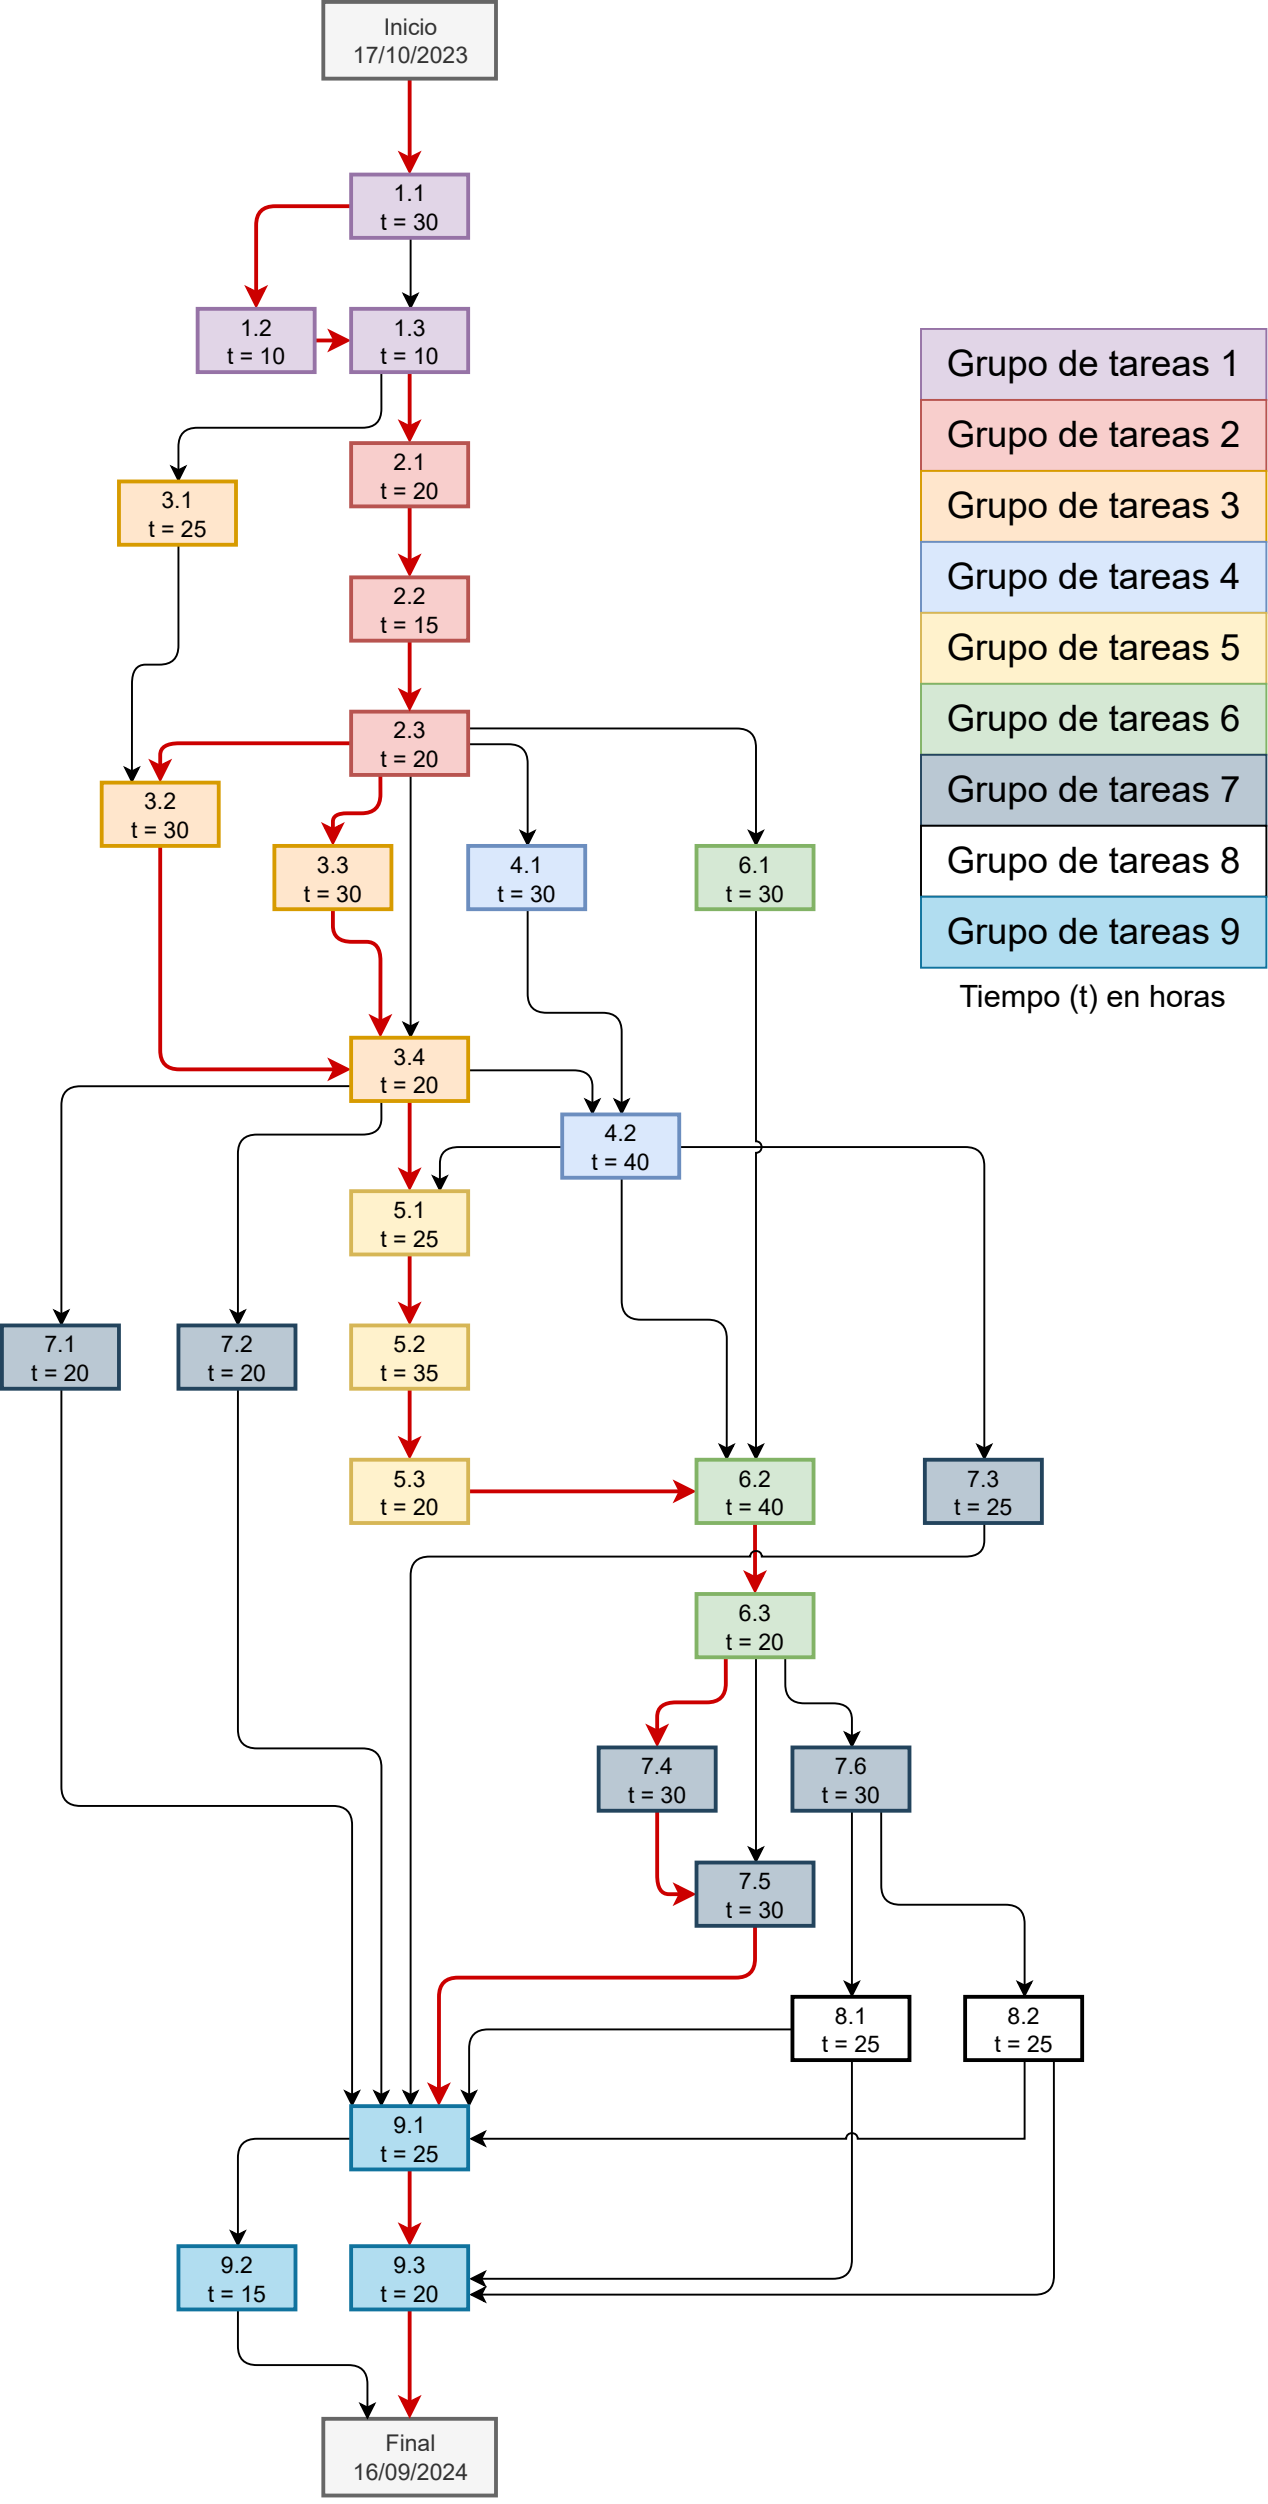 Inicio
17/10/2023
1.1
t = 30
1.2
t = 10
1.3
t = 10
2.1
t = 20
3.1
t = 25
2.2
t = 15
2.3
t = 20
3.2
t = 30
3.3
t = 30
4.1
t = 30
6.1
t = 30
3.4
t = 20
4.2
t = 40
5.1
t = 25
7.1
t = 20
7.2
t = 20
5.2
t = 35
5.3
t = 20
6.2
t = 40
7.3
t = 25
6.3
t = 20
7.4
t = 30
7.6
t = 30
7.5
t = 30
8.1
t = 25
8.2
t = 25
9.1
t = 25
9.2
t = 15
9.3
t = 20
Final
16/09/2024
Grupo de tareas 1
Grupo de tareas 2
Grupo de tareas 3
Grupo de tareas 4
Grupo de tareas 5
Grupo de tareas 6
Grupo de tareas 7
Grupo de tareas 8
Grupo de tareas 9
Tiempo (t) en horas